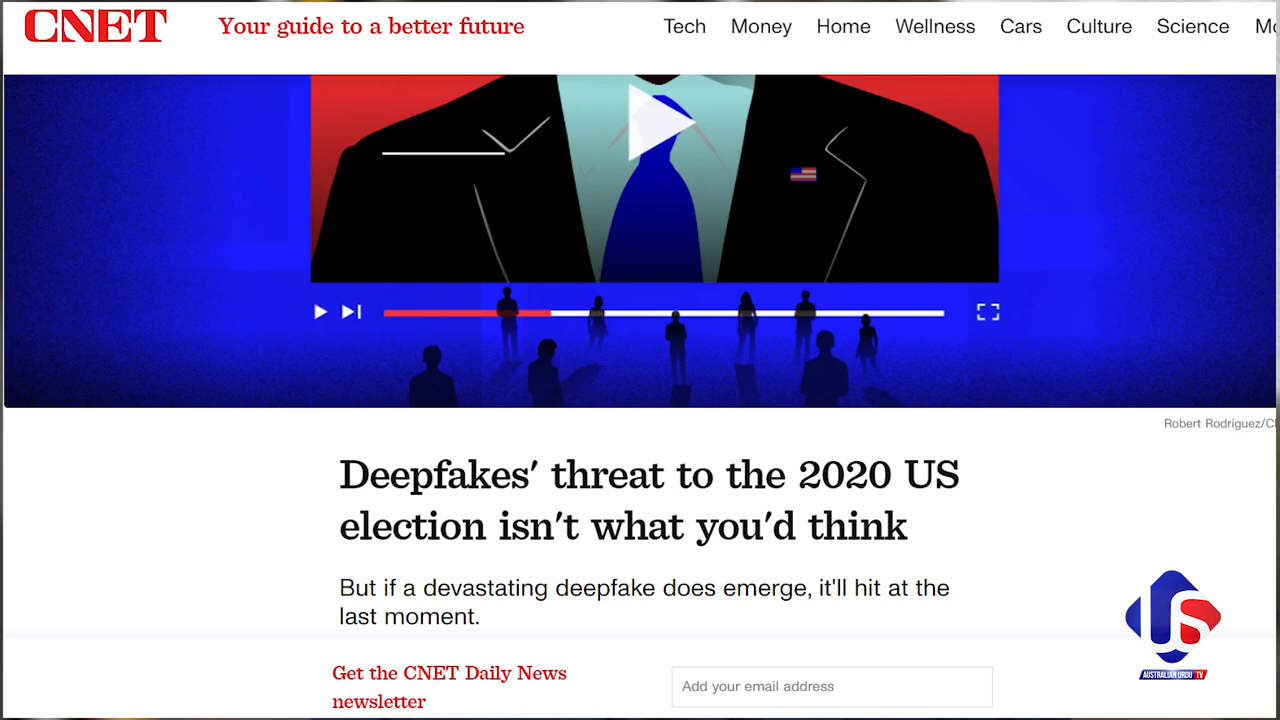 CNET
Your guide to a better future
Tech Money Home Wellness Cars Culture Science
Robert Rodriguez/
Deepfakes' threat to the 2020 US
election isn't what you'd think
But if a devastating deepfake does emerge, it'll hit at the
last moment.
Get the CNET Daily News
newsletter
Add your email address
US
AUSTRALIAN URDU TV